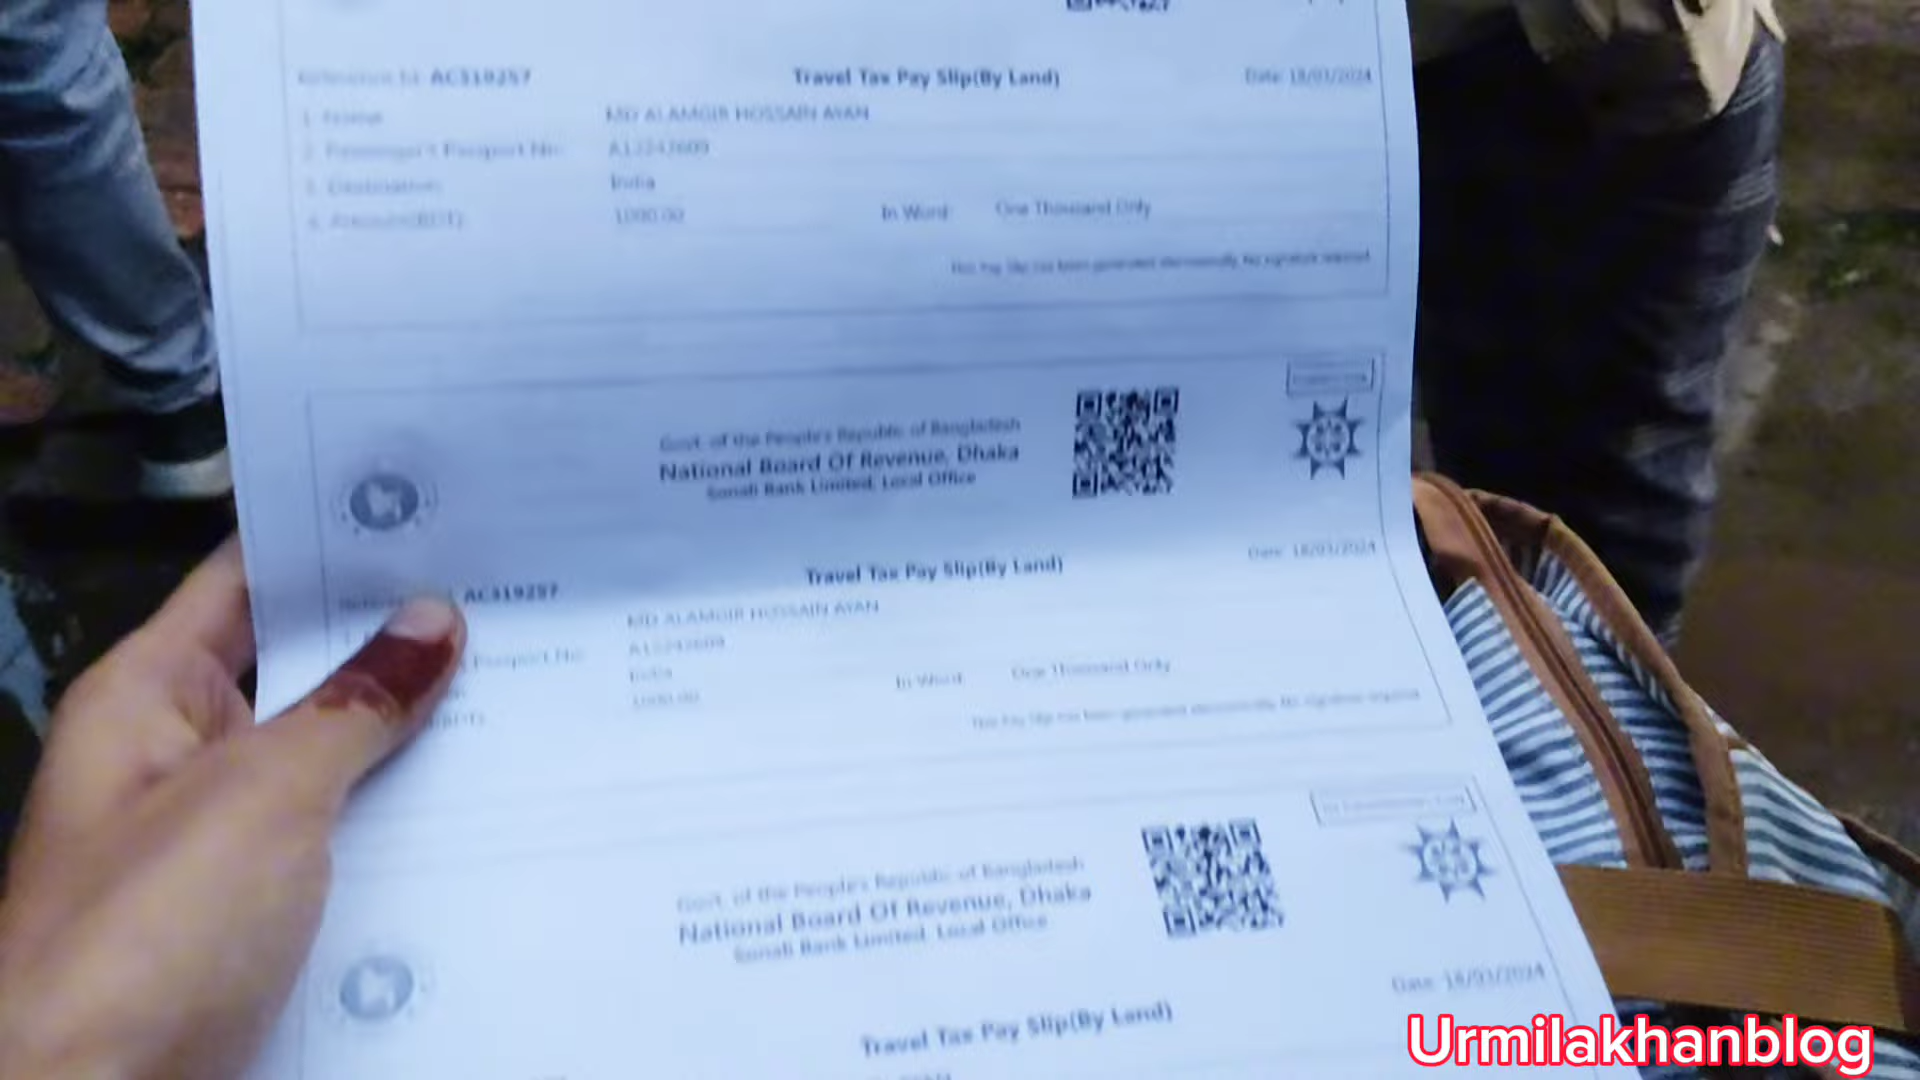 Reference Id: AC319257
Travel Tax Pay Slip(By Land)
Date: 18/03/2024
1. Name
MD ALAMGIR HOSSAIN AYAN
2. Passenger's Passport No:
3. Destination:
India
4. Amount(BDT):
1000.00
In Word:
One Thousand Only
This Pay Slip has been generated electronically. No signature required.
Govt. of the People's Republic of Bangladesh
National Board Of Revenue, Dhaka
Sonali Bank Limited, Local Office
Travel Tax Pay Slip(By Land)
Date: 18/03/2024
AC319257
MD ALAMGIR HOSSAIN AYAN
Passport No:
India
1000.00
In Word:
One Thousand Only
This Pay Slip has been generated electronically. No signature required.
Govt. of the People's Republic of Bangladesh
National Board Of Revenue, Dhaka
Sonali Bank Limited, Local Office
Date: 18/03/2024
Travel Tax Pay Slip(By Land)
Urmilakhanblog